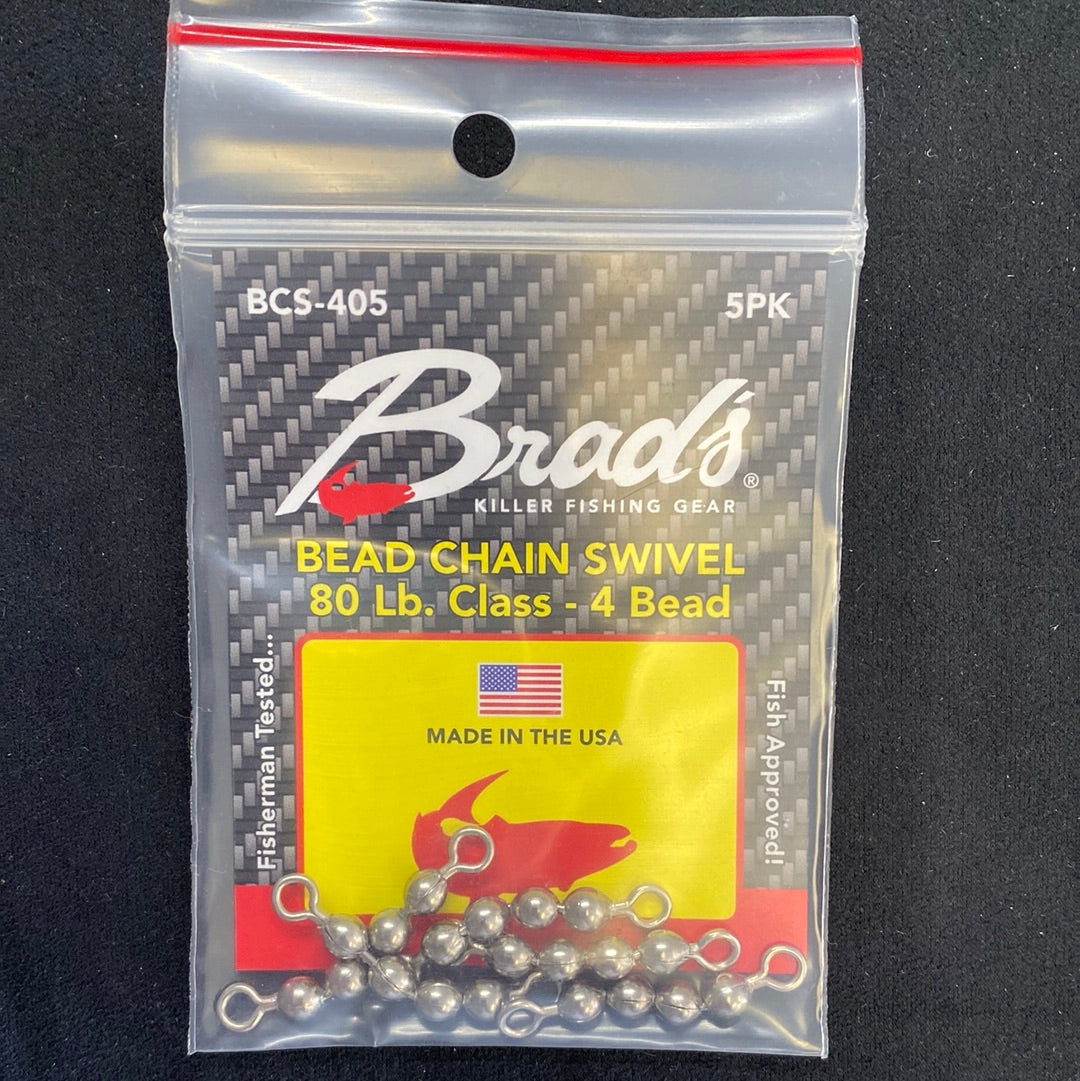 BCS-405
5PK
Brad's®
KILLER FISHING GEAR
BEAD CHAIN SWIVEL
80 Lb. Class - 4 Bead
Fisherman Tested...
MADE IN THE USA
Fish Approved!